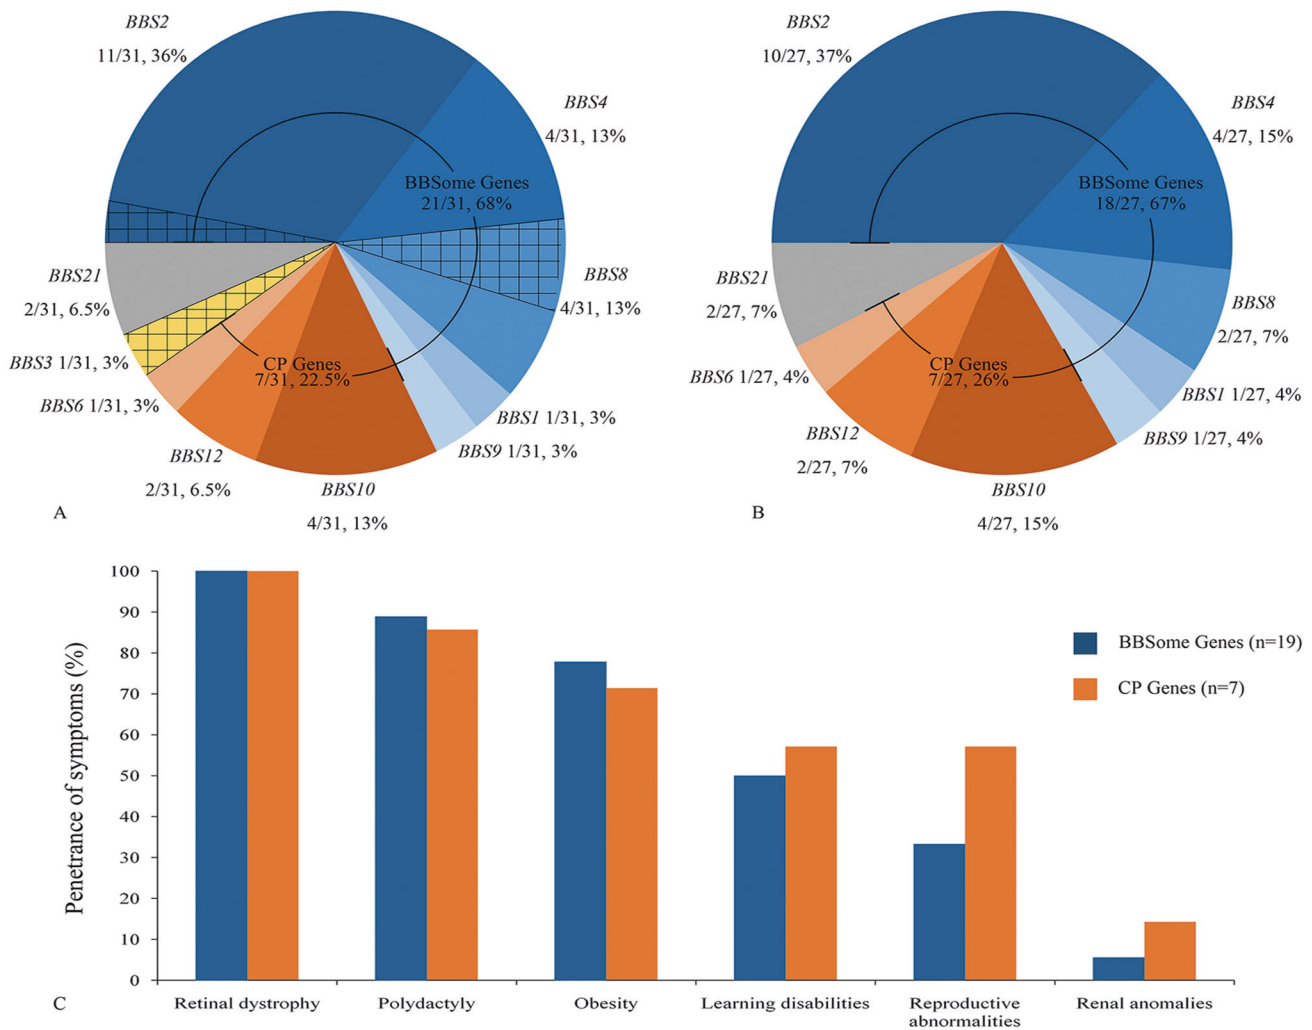 BBS2
11/31, 36%
BBS4
4/31, 13%
BBSome Genes
21/31, 68%
BBS8
4/31, 13%
BBS1 1/31, 3%
BBS9 1/31, 3%
BBS10
4/31, 13%
BBS12
2/31, 6.5%
BBS6 1/31, 3%
BBS3 1/31, 3%
BBS21
2/31, 6.5%
CP Genes
7/31, 22.5%
A
BBS2
10/27, 37%
BBS4
4/27, 15%
BBSome Genes
18/27, 67%
BBS8
2/27, 7%
BBS1 1/27, 4%
BBS9 1/27, 4%
BBS10
4/27, 15%
BBS12
2/27, 7%
BBS6 1/27, 4%
BBS21
2/27, 7%
CP Genes
7/27, 26%
B
Penetrance of symptoms (%)
100
90
80
70
60
50
40
30
20
10
0
BBSome Genes (n=19)
CP Genes (n=7)
Retinal dystrophy
Polydactyly
Obesity
Learning disabilities
Reproductive
abnormalities
Renal anomalies
C